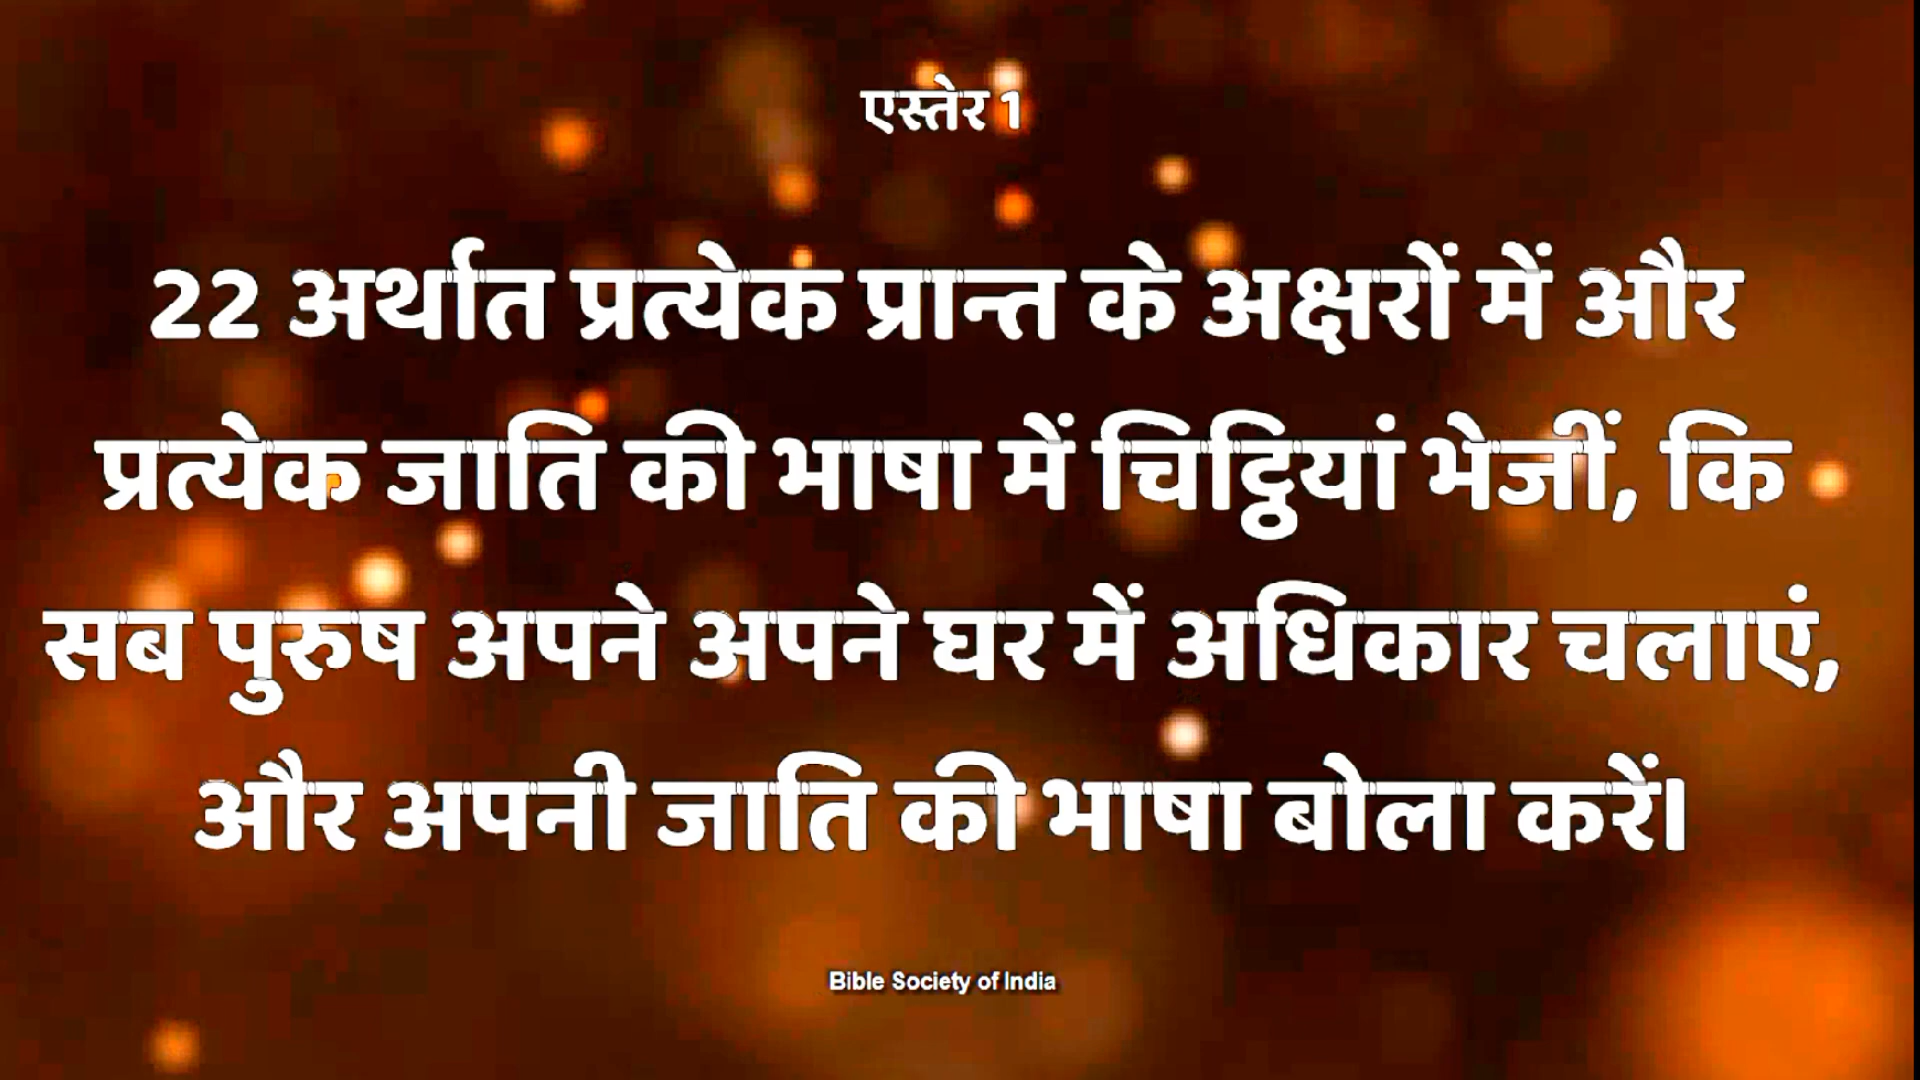 एस्तेर 1
22 अर्थात प्रत्येक प्रान्त के अक्षरों में और
प्रत्येक जाति की भाषा में चिट्ठियां भेजीं, कि
सब पुरुष अपने अपने घर में अधिकार चलाएं,
और अपनी जाति की भाषा बोला करें।
Bible Society of India